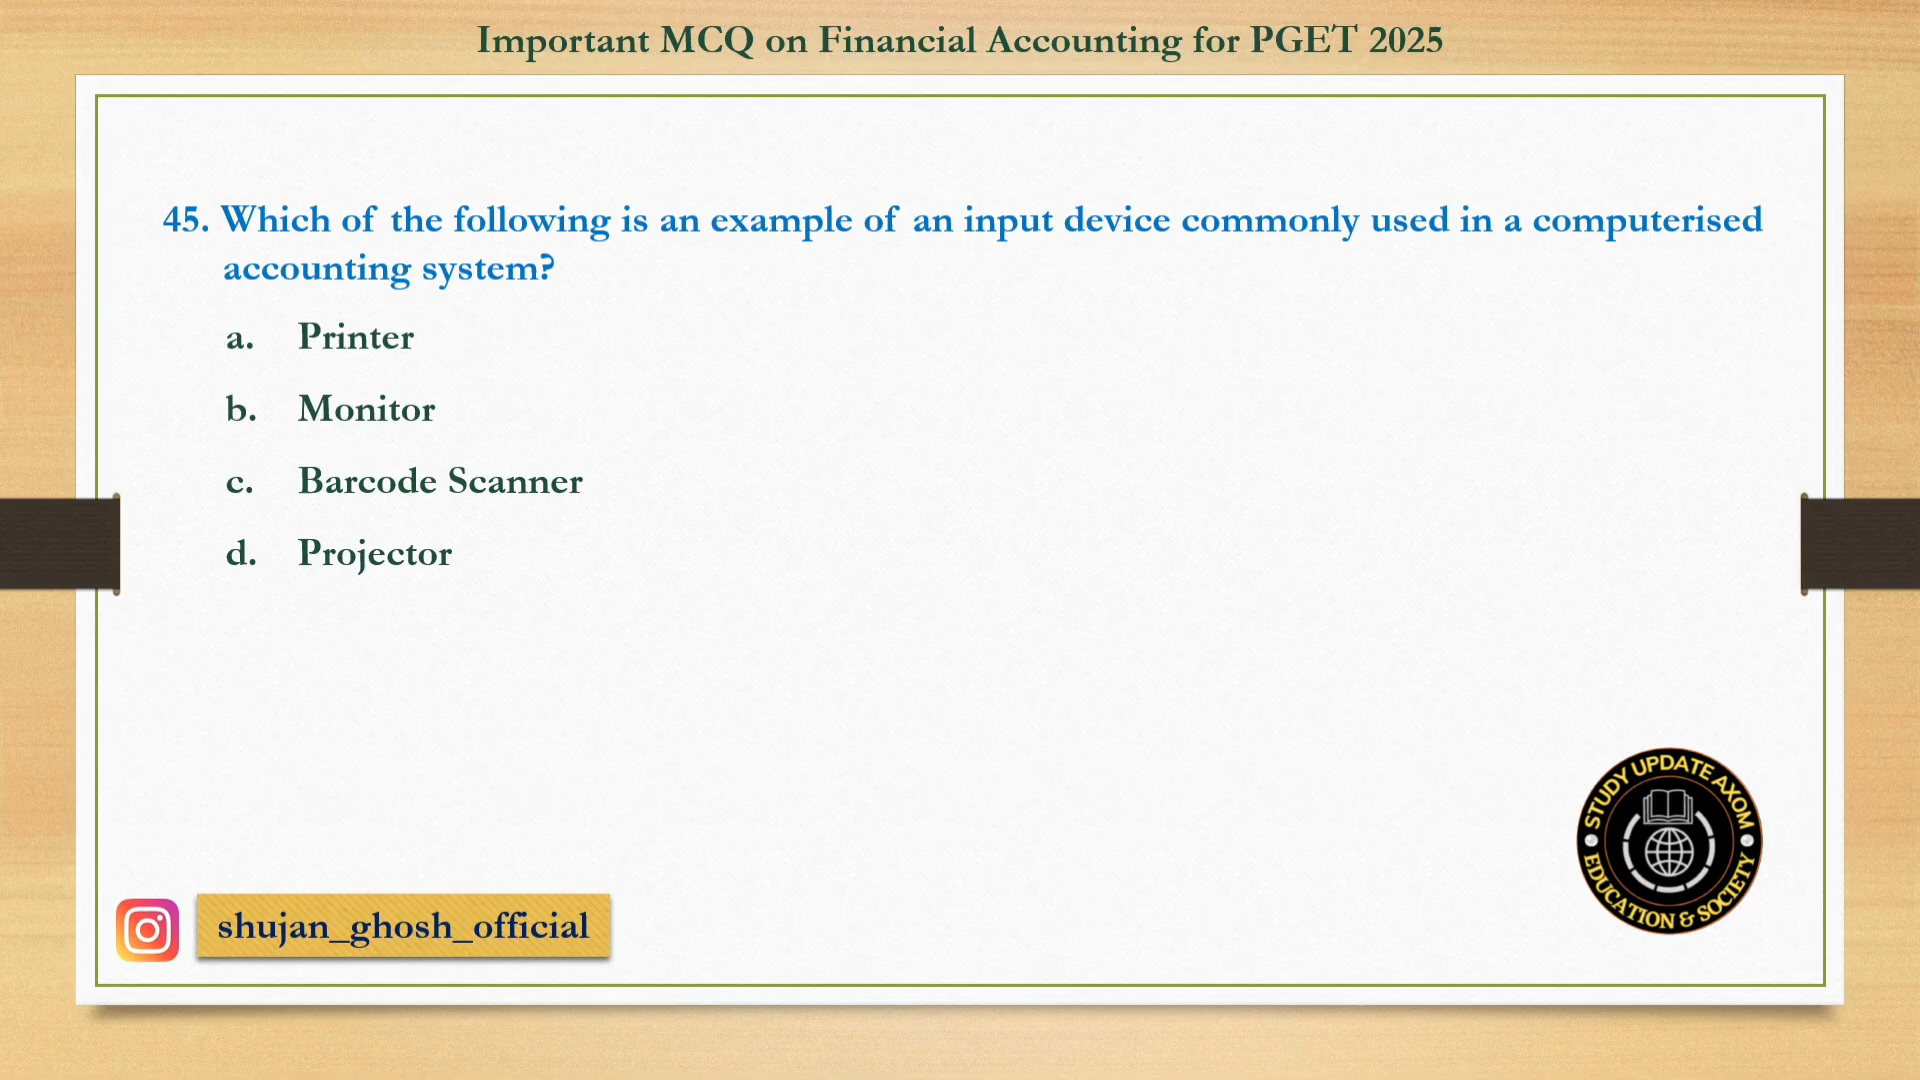 Important MCQ on Financial Accounting for PGET 2025
45. Which of the following is an example of an input device commonly used in a computerised
accounting system?
a. Printer
b. Monitor
c. Barcode Scanner
d. Projector
STUDY UPDATE AXOM
EDUCATION & SOCIETY
shujan_ghosh_official